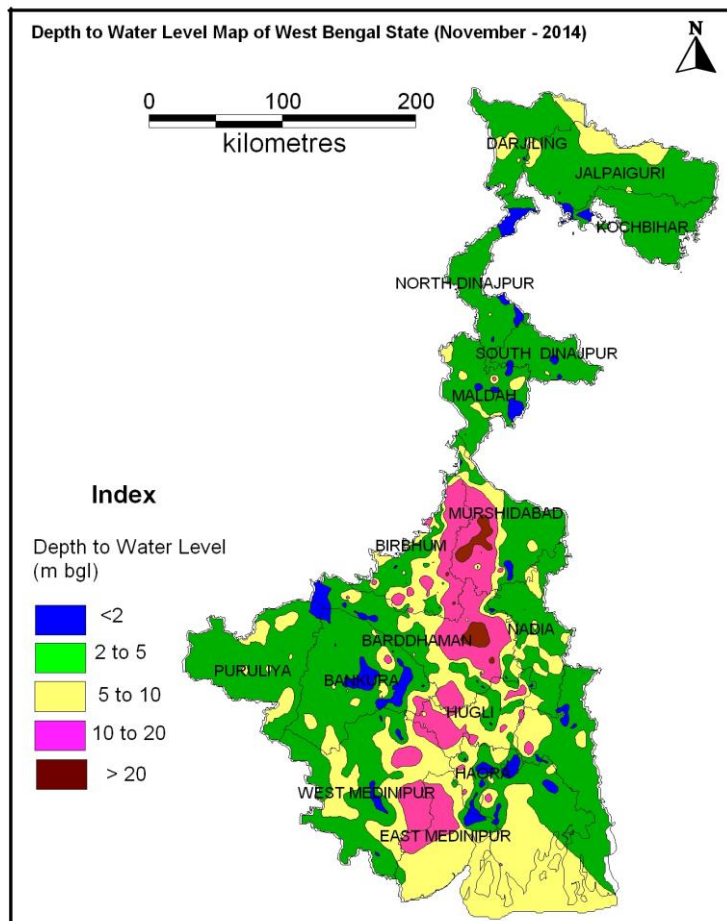 Depth to Water Level Map of West Bengal State (November - 2014)
N
0 100 200
kilometres
DARJILING
JALPAIGURI
KOCHBIHAR
NORTH DINAJPUR
SOUTH DINAJPUR
MALDAH
MURSHIDABAD
BIRBHUM
NADIA
BARDDHAMAN
PURULIYA
BANKURA
HUGLI
HAORA
WEST MEDINIPUR
EAST MEDINIPUR
Index
Depth to Water Level
(m bgl)
<2
2 to 5
5 to 10
10 to 20
> 20